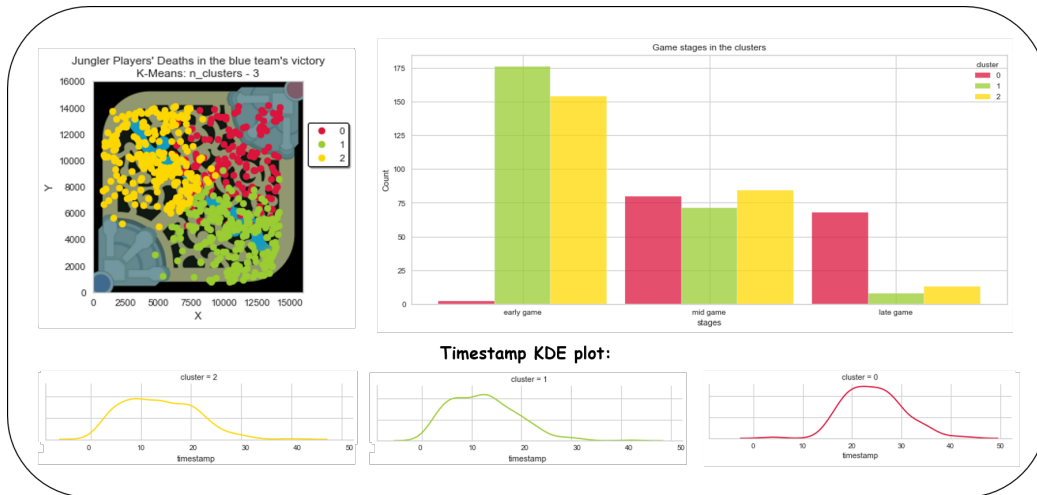 Jungler Players' Deaths in the blue team's victory
K-Means: n_clusters - 3
16000
14000
12000
10000
8000
6000
4000
2000
0
Y
0 2500 5000 7500 10000 12500 15000
X
0
1
2
Game stages in the clusters
cluster
0
1
2
175
150
125
100
75
50
25
0
Count
early game mid game late game
stages
Timestamp KDE plot:
cluster = 2
0 10 20 30 40 50
timestamp
cluster = 1
0 10 20 30 40 50
timestamp
cluster = 0
0 10 20 30 40 50
timestamp